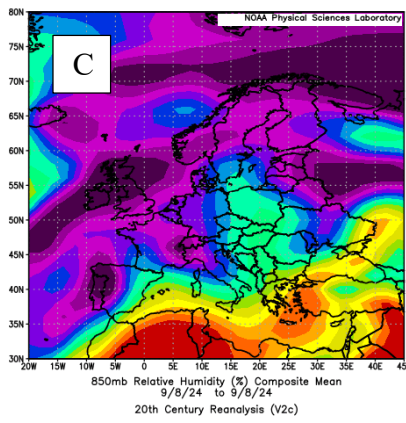 NOAA Physical Sciences Laboratory
80N
75N
70N
65N
60N
55N
50N
45N
40N
35N
30N
C
20W 15W 10W 5W 0 5E 10E 15E 20E 25E 30E 35E 40E 45
850mb Relative Humidity (%) Composite Mean
9/8/24 to 9/8/24
20th Century Reanalysis (V2c)